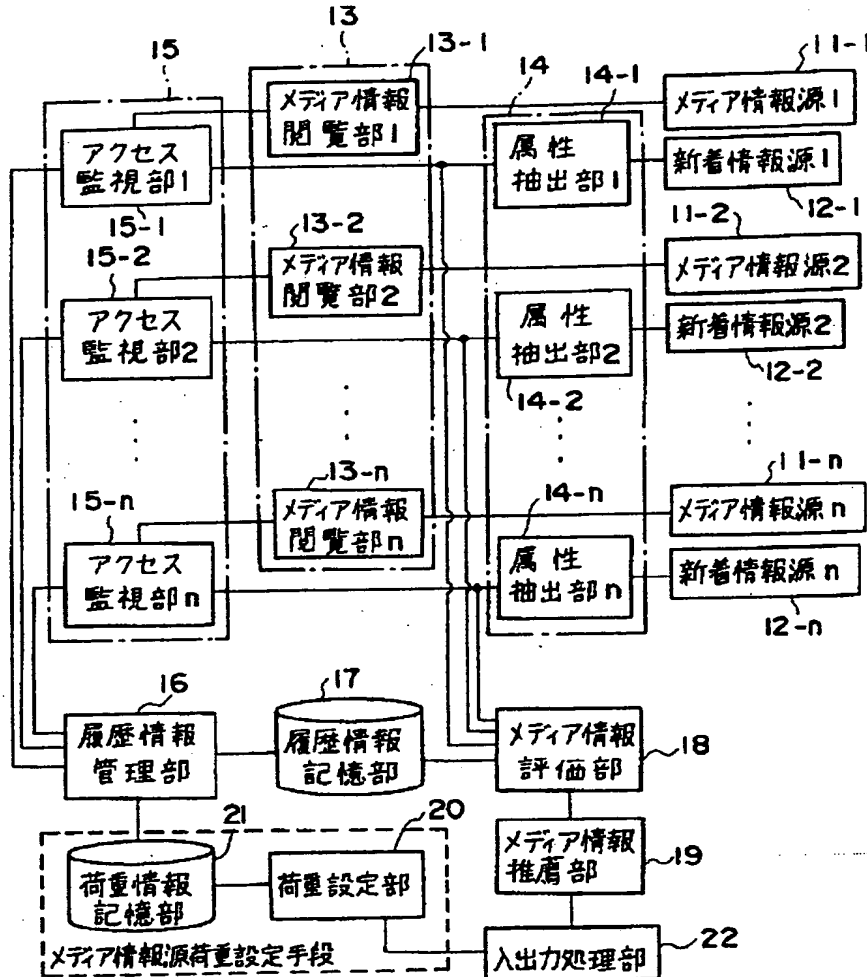 15
13
13-1
メディア情報
閲覧部1
14
14-1
11-1
メディア情報源1
アクセス
監視部1
15-1
属性
抽出部1
新着情報源1
12-1
15-2
13-2
メディア情報
閲覧部2
11-2
メディア情報源2
アクセス
監視部2
属性
抽出部2
14-2
新着情報源2
12-2
15-n
13-n
メディア情報
閲覧部n
14-n
11-n
メディア情報源n
アクセス
監視部n
属性
抽出部n
新着情報源n
12-n
16
履歴情報
管理部
17
履歴情報
記憶部
メディア情報
評価部
18
21
荷重情報
記憶部
20
荷重設定部
メディア情報
推薦部
19
メディア情報源荷重設定手段
入出力処理部
22